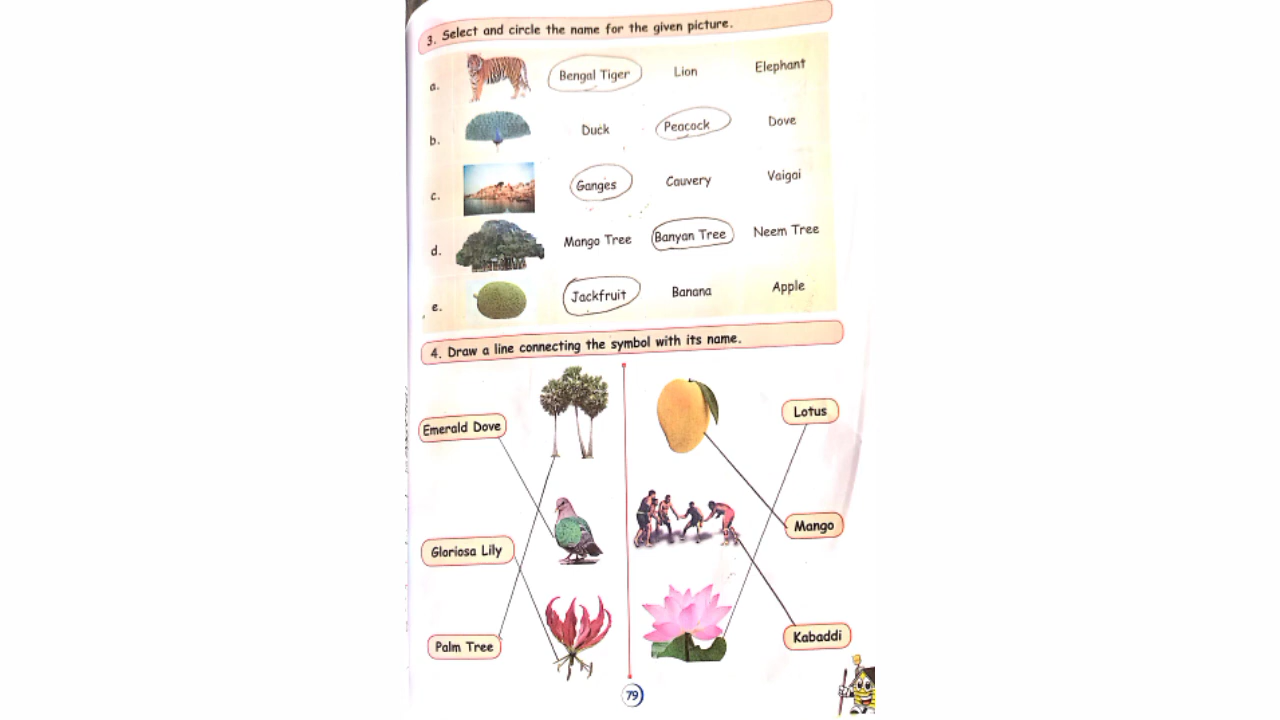 3. Select and circle the name for the given picture.
a. Bengal Tiger Lion Elephant
b. Duck Peacock Dove
c. Ganges Cauvery Vaigai
d. Mango Tree Banyan Tree Neem Tree
e. Jackfruit Banana Apple
4. Draw a line connecting the symbol with its name.
Emerald Dove
Gloriosa Lily
Palm Tree
Lotus
Mango
Kabaddi
79